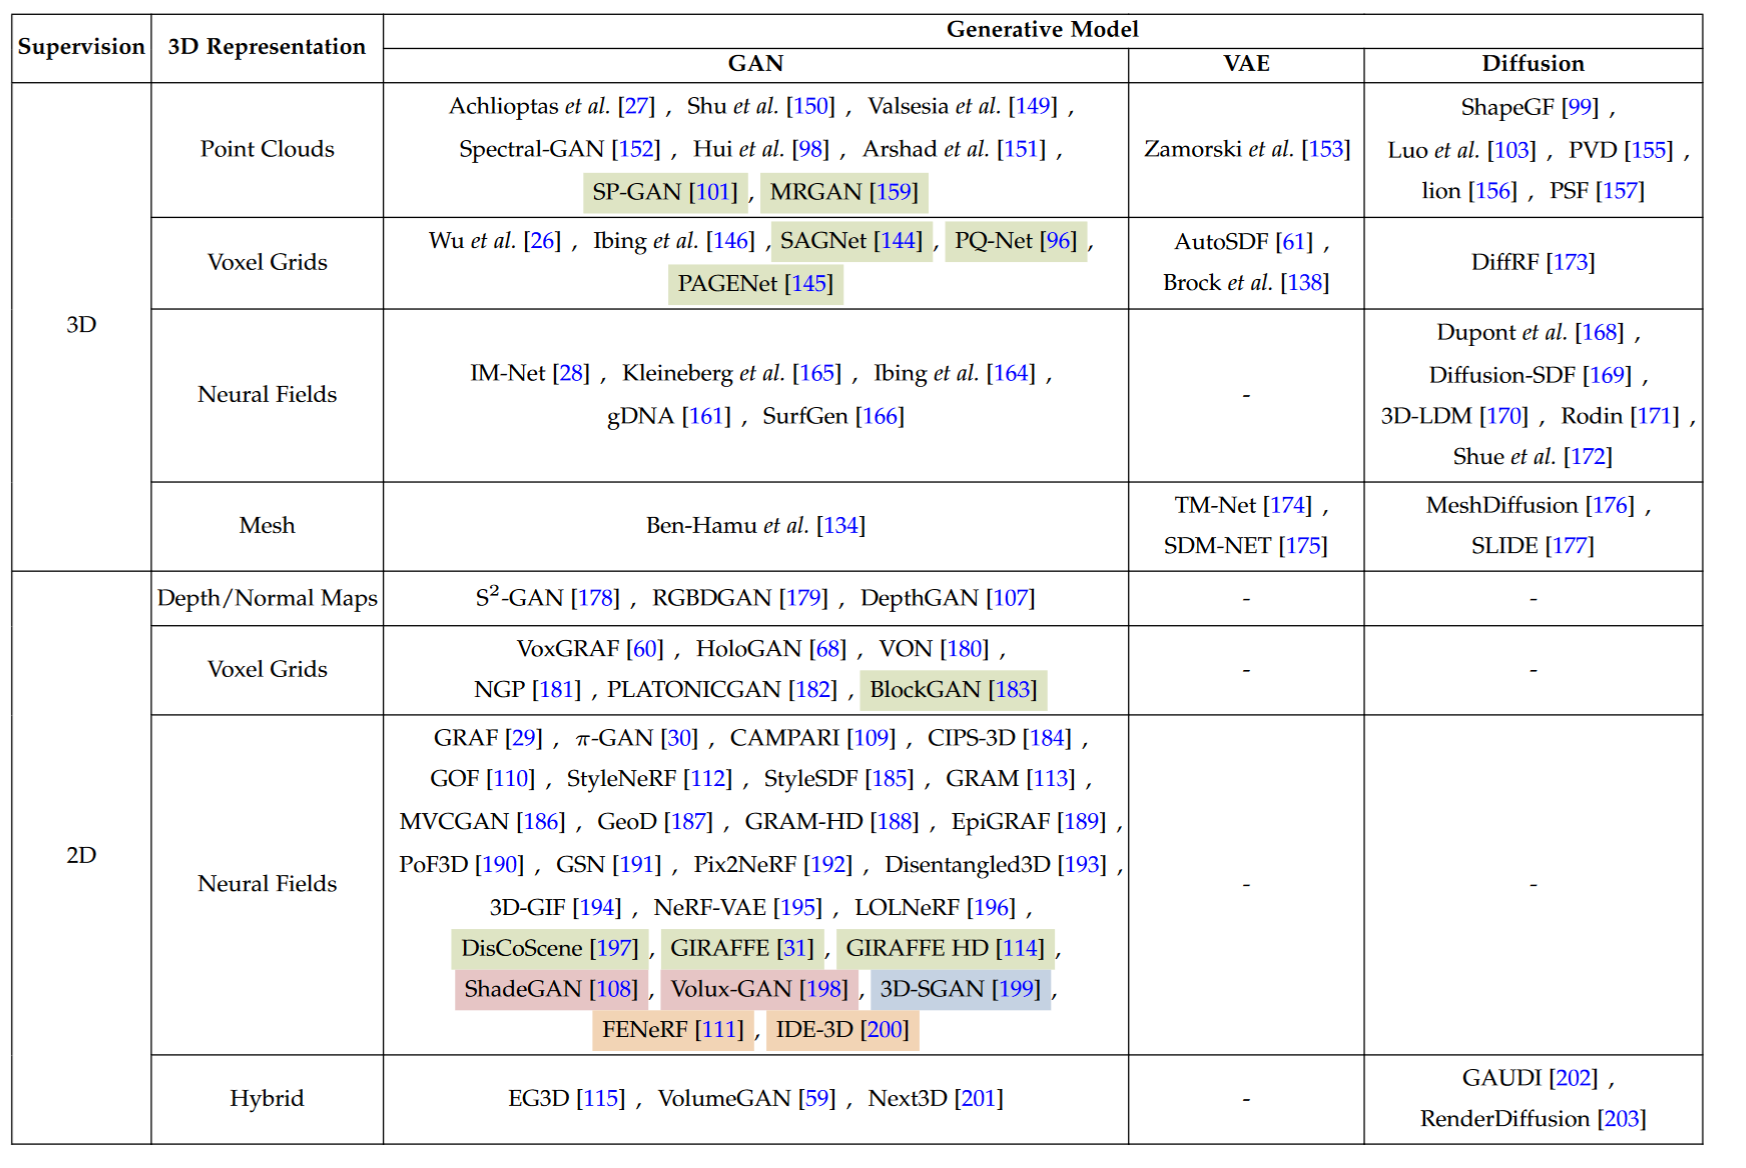 Supervision 3D Representation Generative Model
GAN VAE Diffusion
3D
Point Clouds
Achlioptas et al. [27] , Shu et al. [150] , Valsesia et al. [149] ,
Spectral-GAN [152] , Hui et al. [98] , Arshad et al. [151] ,
SP-GAN [101] , MRGAN [159]
Zamorski et al. [153]
ShapeGF [99] ,
Luo et al. [103] , PVD [155] ,
lion [156] , PSF [157]
Voxel Grids
Wu et al. [26] , Ibing et al. [146] , SAGNet [144] , PQ-Net [96] ,
PAGENet [145]
AutoSDF [61] ,
Brock et al. [138]
DiffRF [173]
Neural Fields
IM-Net [28] , Kleineberg et al. [165] , Ibing et al. [164] ,
gDNA [161] , SurfGen [166]
-
Dupont et al. [168] ,
Diffusion-SDF [169] ,
3D-LDM [170] , Rodin [171] ,
Shue et al. [172]
Mesh
Ben-Hamu et al. [134]
TM-Net [174] ,
SDM-NET [175]
MeshDiffusion [176] ,
SLIDE [177]
2D
Depth/Normal Maps
S²-GAN [178] , RGBDGAN [179] , DepthGAN [107]
-
-
Voxel Grids
VoxGRAF [60] , HoloGAN [68] , VON [180] ,
NGP [181] , PLATONICGAN [182] , BlockGAN [183]
-
-
Neural Fields
GRAF [29] , π-GAN [30] , CAMPARI [109] , CIPS-3D [184] ,
GOF [110] , StyleNeRF [112] , StyleSDF [185] , GRAM [113] ,
MVCGAN [186] , GeoD [187] , GRAM-HD [188] , EpiGRAF [189] ,
PoF3D [190] , GSN [191] , Pix2NeRF [192] , Disentangled3D [193] ,
3D-GIF [194] , NeRF-VAE [195] , LOLNeRF [196] ,
DisCoScene [197] , GIRAFFE [31] , GIRAFFE HD [114] ,
ShadeGAN [108] , Volux-GAN [198] , 3D-SGAN [199] ,
FENeRF [111] , IDE-3D [200]
-
-
Hybrid
EG3D [115] , VolumeGAN [59] , Next3D [201]
-
GAUDI [202] ,
RenderDiffusion [203]